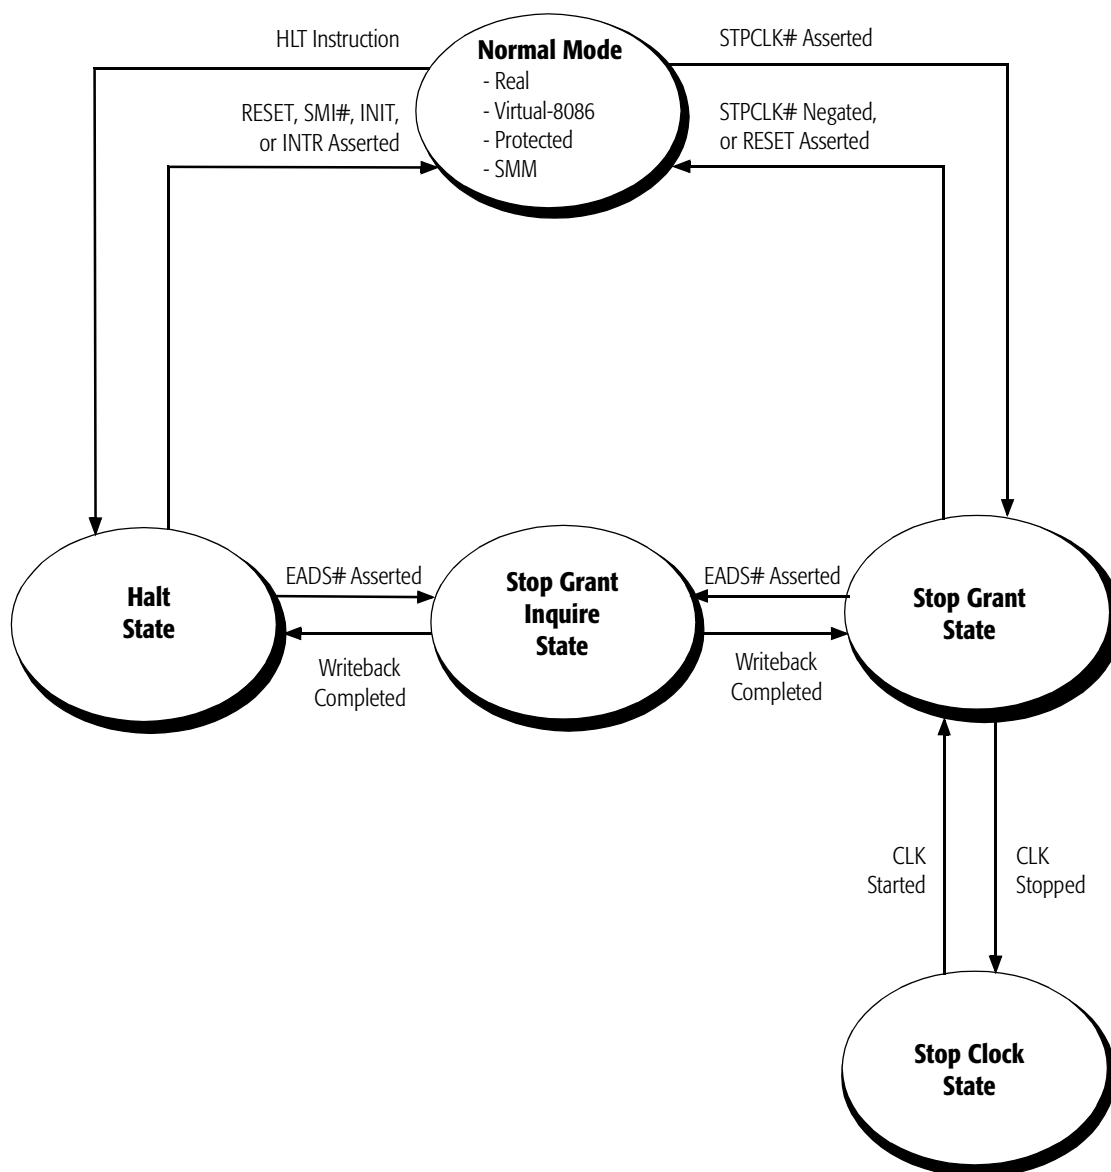 HLT Instruction
Normal Mode
- Real
- Virtual-8086
- Protected
- SMM
STPCLK# Asserted
RESET, SMI#, INIT,
or INTR Asserted
STPCLK# Negated,
or RESET Asserted
Halt
State
EADS# Asserted
Writeback
Completed
Stop Grant
Inquire
State
EADS# Asserted
Writeback
Completed
Stop Grant
State
CLK
Started
CLK
Stopped
Stop Clock
State